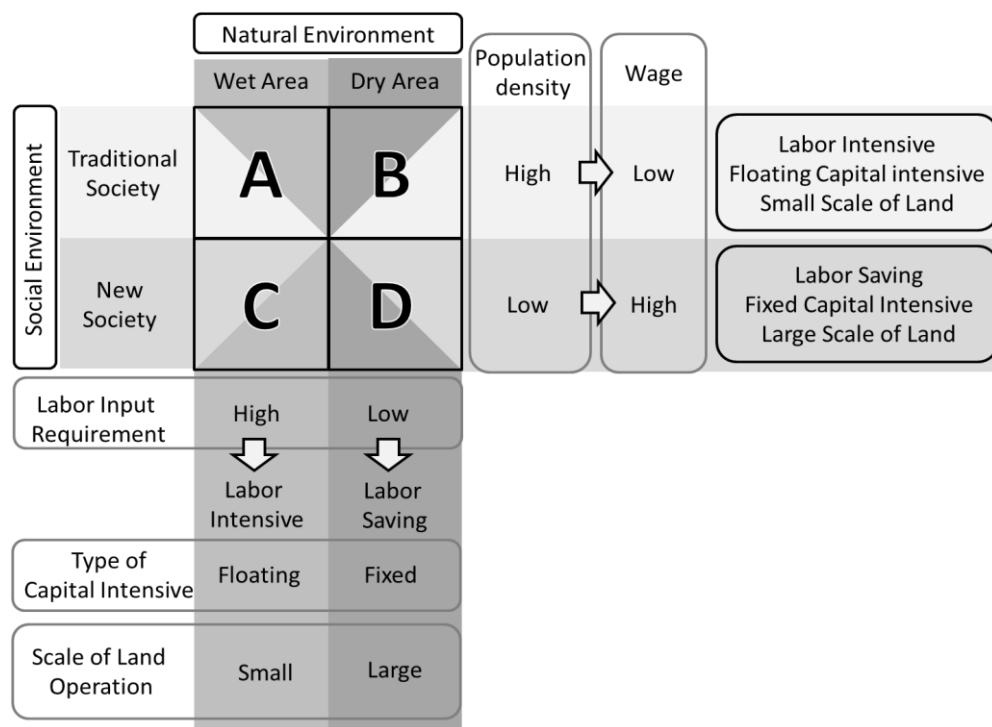 Natural Environment
Wet Area
Dry Area
Population
density
Wage
Social Environment
Traditional
Society
A
B
High
Low
Labor Intensive
Floating Capital intensive
Small Scale of Land
New
Society
C
D
Low
High
Labor Saving
Fixed Capital Intensive
Large Scale of Land
Labor Input
Requirement
High
Low
Labor
Intensive
Labor
Saving
Type of
Capital Intensive
Floating
Fixed
Scale of Land
Operation
Small
Large